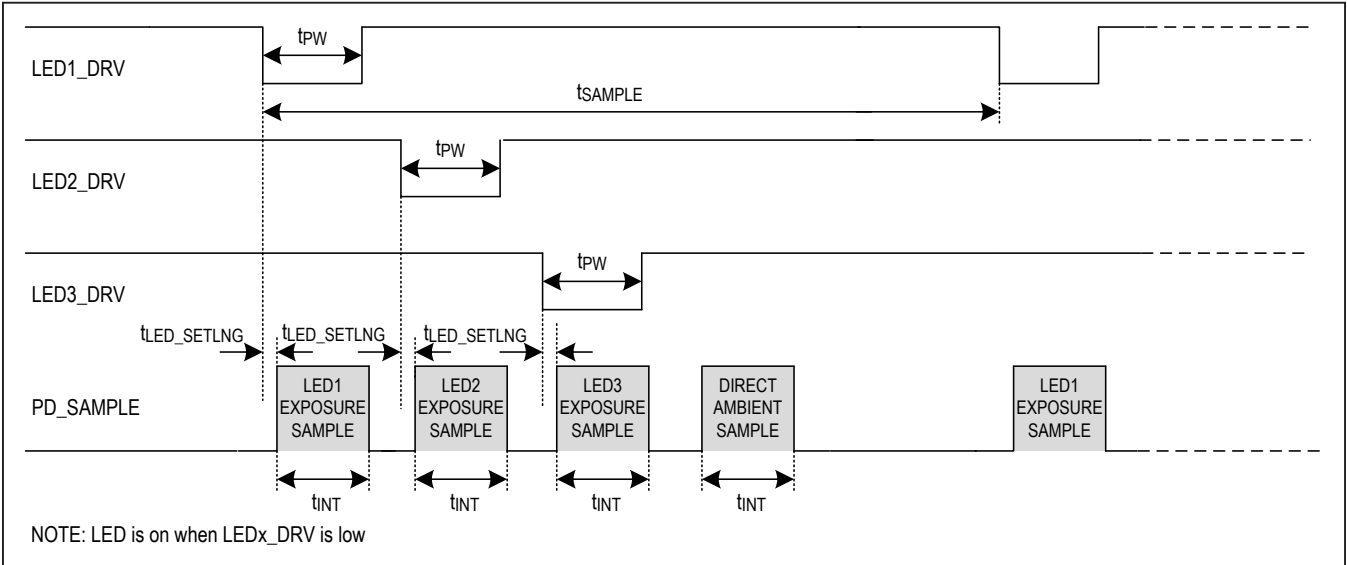 tPW
LED1_DRV
tSAMPLE
tPW
LED2_DRV
tPW
LED3_DRV
tLED_SETLNG tLED_SETLNG tLED_SETLNG
PD_SAMPLE
LED1
EXPOSURE
SAMPLE
LED2
EXPOSURE
SAMPLE
LED3
EXPOSURE
SAMPLE
DIRECT
AMBIENT
SAMPLE
LED1
EXPOSURE
SAMPLE
tINT tINT tINT tINT
NOTE: LED is on when LEDx_DRV is low